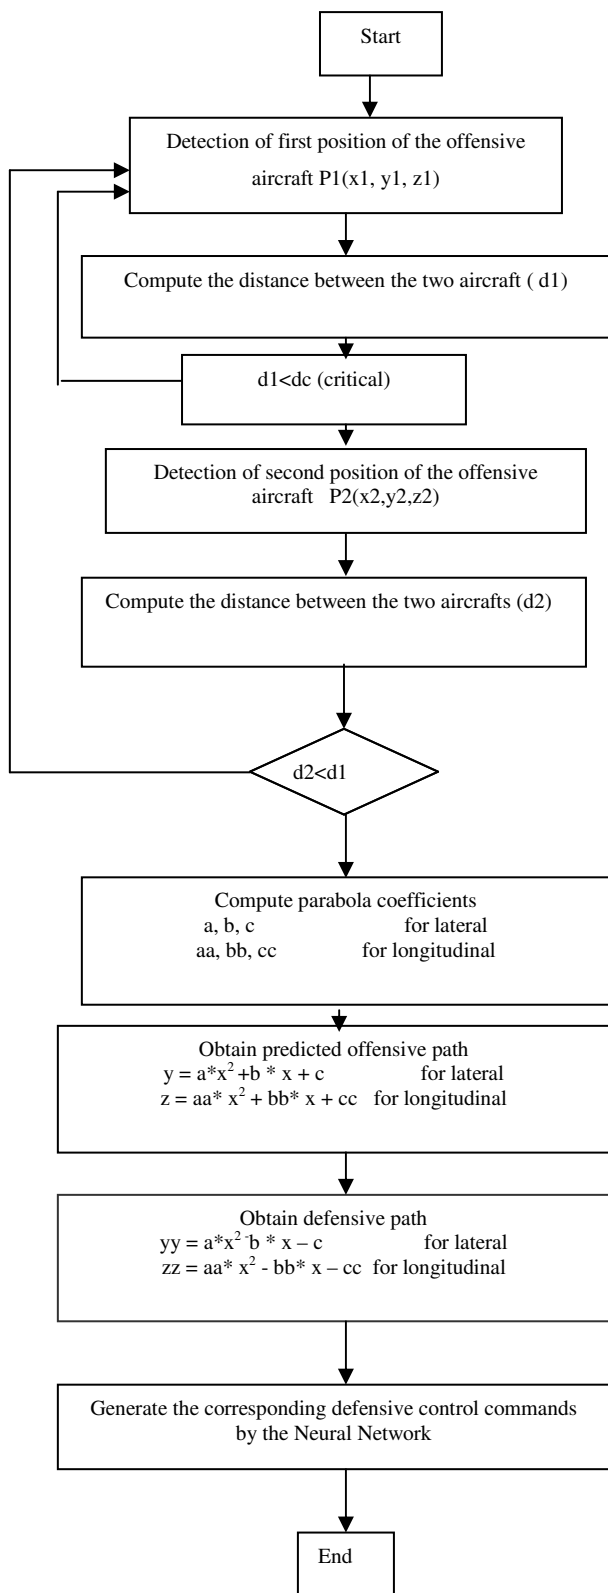 Start
Detection of first position of the offensive
aircraft P1(x1, y1, z1)
Compute the distance between the two aircraft ( d1)
d1<dc (critical)
Detection of second position of the offensive
aircraft P2(x2,y2,z2)
Compute the distance between the two aircrafts (d2)
d2<d1
Compute parabola coefficients
a, b, c for lateral
aa, bb, cc for longitudinal
Obtain predicted offensive path
y = a*x² +b * x + c for lateral
z = aa* x² + bb* x + cc for longitudinal
Obtain defensive path
yy = a*x² -b * x – c for lateral
zz = aa* x² - bb* x – cc for longitudinal
Generate the corresponding defensive control commands
by the Neural Network
End